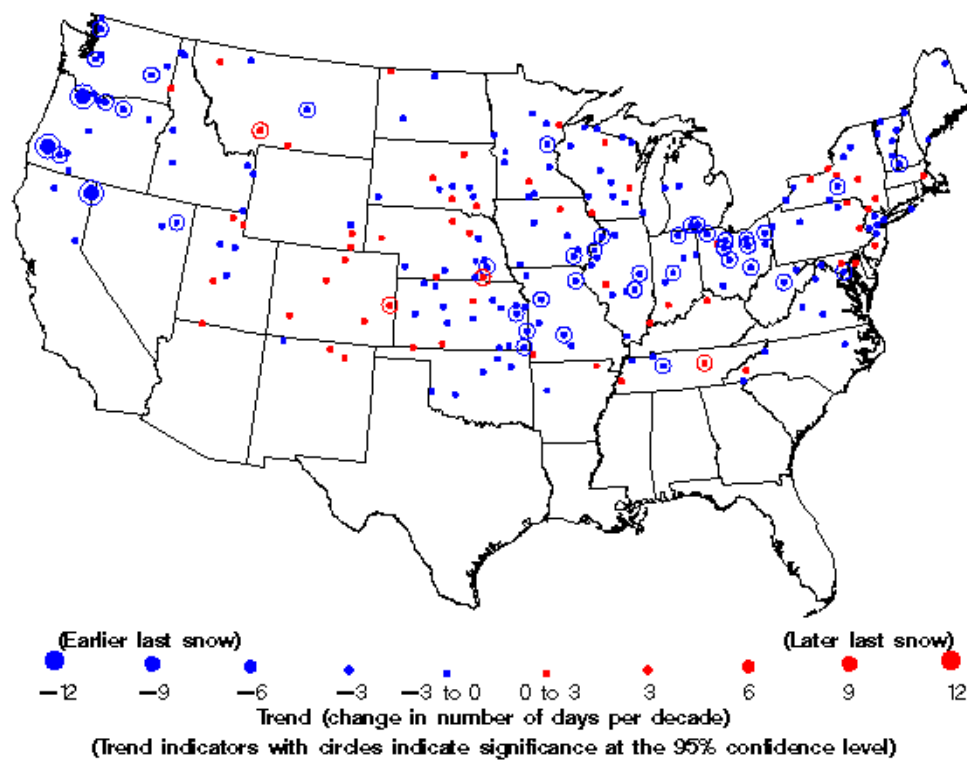 (Earlier last snow) (Later last snow)
−12 −9 −6 −3 −3 to 0 0 to 3 3 6 9 12
Trend (change in number of days per decade)
(Trend indicators with circles indicate significance at the 95% confidence level)